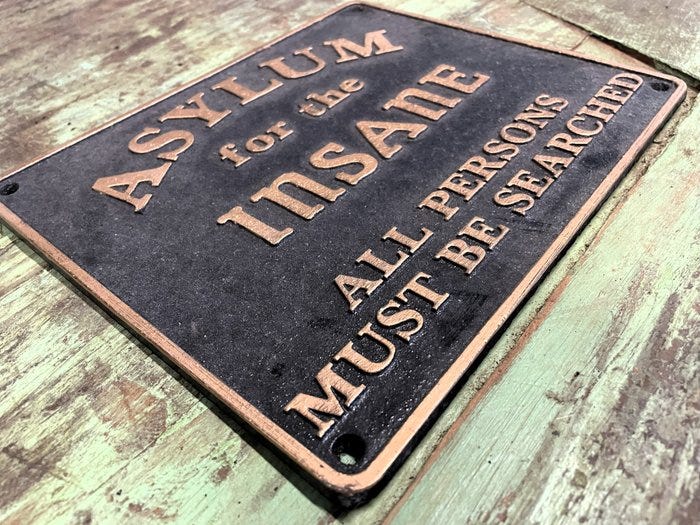 ASYLUM
for the
INSANE
ALL PERSONS
MUST BE SEARCHED